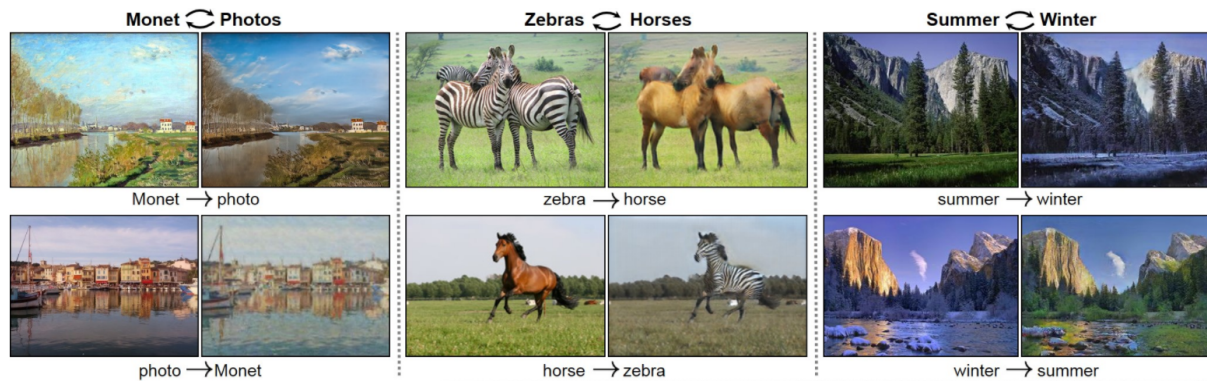 Monet Photos
Zebras Horses
Summer Winter
Monet → photo
zebra → horse
summer → winter
photo → Monet
horse → zebra
winter → summer